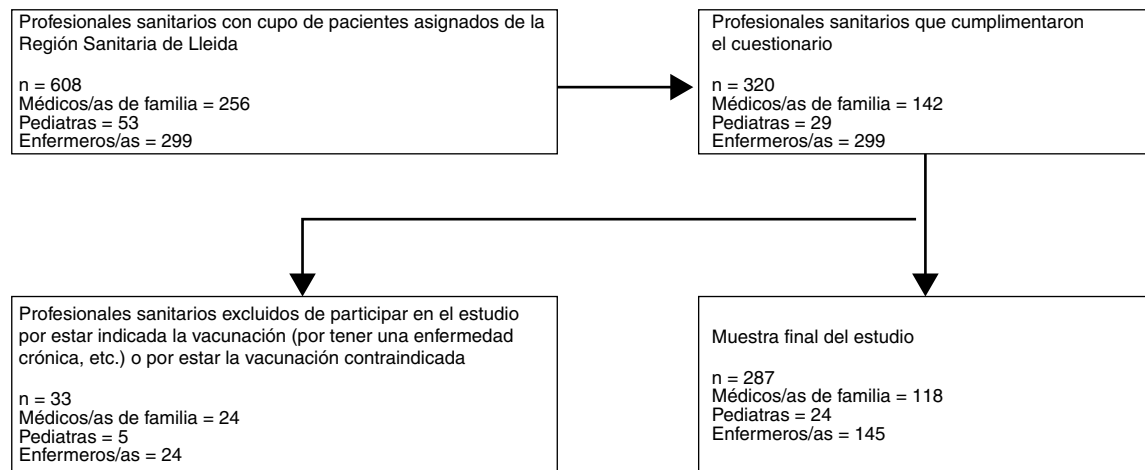 Profesionales sanitarios con cupo de pacientes asignados de la
Región Sanitaria de Lleida
n = 608
Médicos/as de familia = 256
Pediatras = 53
Enfermeros/as = 299
Profesionales sanitarios que cumplimentaron
el cuestionario
n = 320
Médicos/as de familia = 142
Pediatras = 29
Enfermeros/as = 299
Profesionales sanitarios excluidos de participar en el estudio
por estar indicada la vacunación (por tener una enfermedad
crónica, etc.) o por estar la vacunación contraindicada
n = 33
Médicos/as de familia = 24
Pediatras = 5
Enfermeros/as = 24
Muestra final del estudio
n = 287
Médicos/as de familia = 118
Pediatras = 24
Enfermeros/as = 145